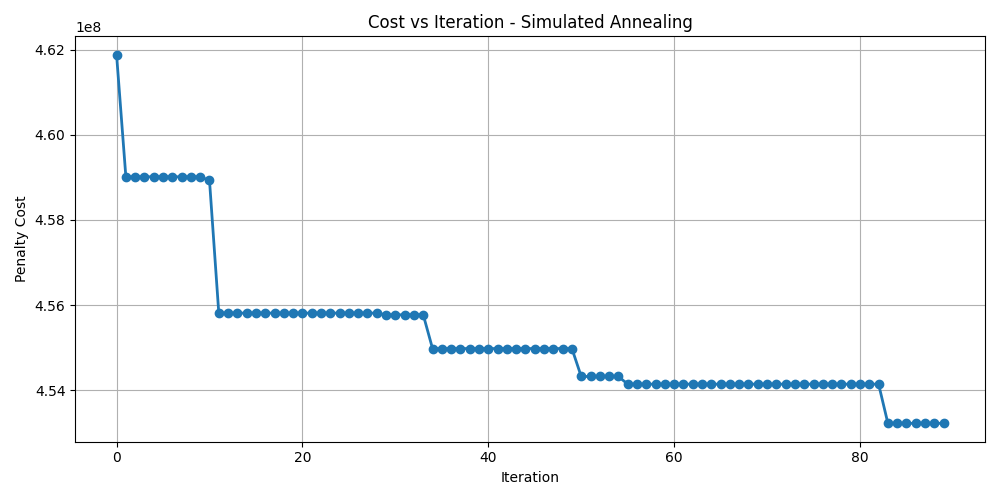 Cost vs Iteration - Simulated Annealing
1e8
4.62
4.60
4.58
4.56
4.54
Penalty Cost
0 20 40 60 80
Iteration